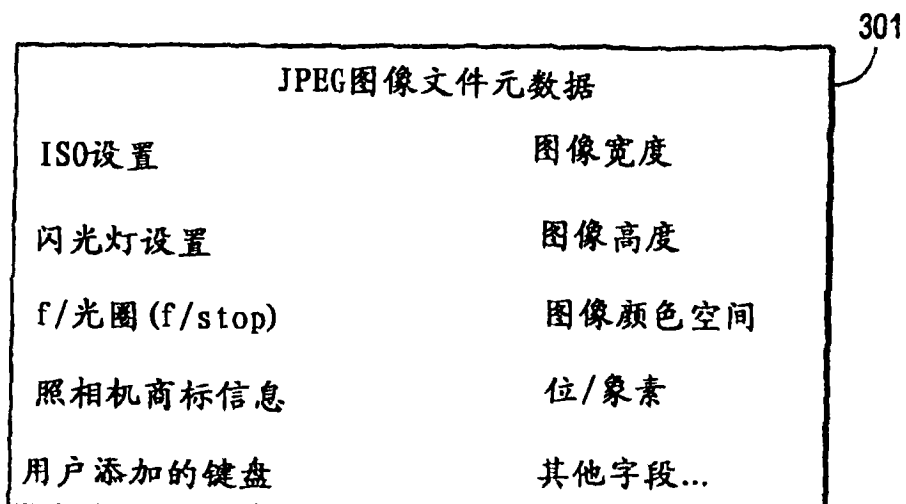 301
JPEG图像文件元数据
ISO设置 图像宽度
闪光灯设置 图像高度
f/光圈(f/stop) 图像颜色空间
照相机商标信息 位/象素
用户添加的键盘 其他字段...